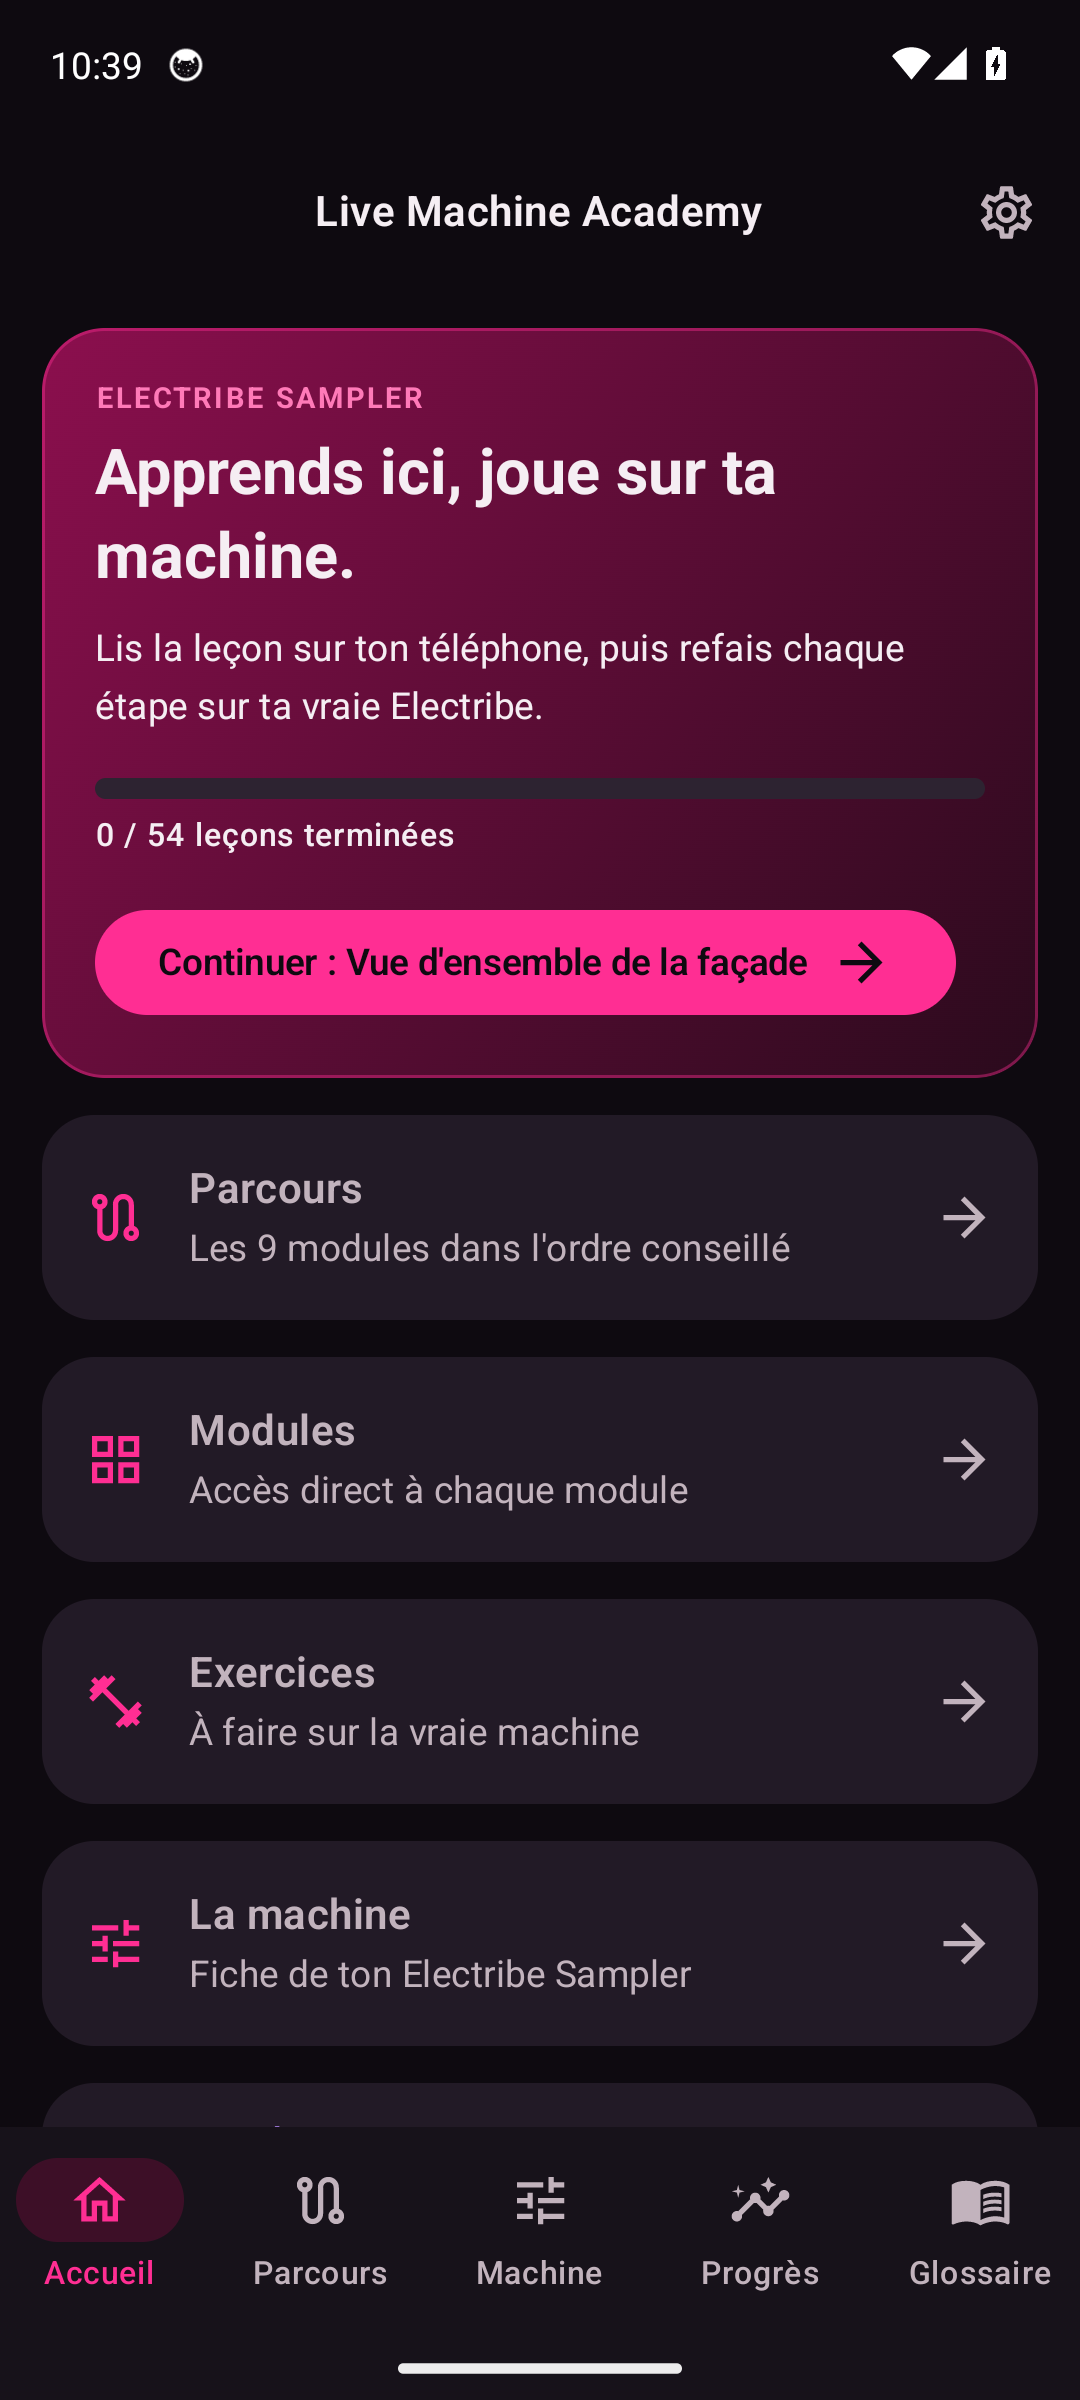 10:39
Live Machine Academy
ELECTRIBE SAMPLER
Apprends ici, joue sur ta
machine.
Lis la leçon sur ton téléphone, puis refais chaque
étape sur ta vraie Electribe.
0 / 54 leçons terminées
Continuer : Vue d'ensemble de la façade
Parcours
Les 9 modules dans l'ordre conseillé
Modules
Accès direct à chaque module
Exercices
À faire sur la vraie machine
La machine
Fiche de ton Electribe Sampler
Accueil
Parcours
Machine
Progrès
Glossaire